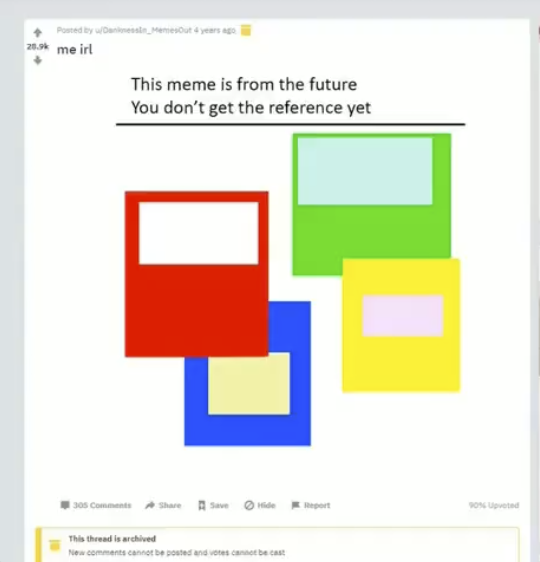 Posted by u/DanknessIn_MemesOut 4 years ago
28.9k
me irl
This meme is from the future
You don't get the reference yet
305 Comments Share Save Hide Report 90% Upvoted
This thread is archived
New comments cannot be posted and votes cannot be cast